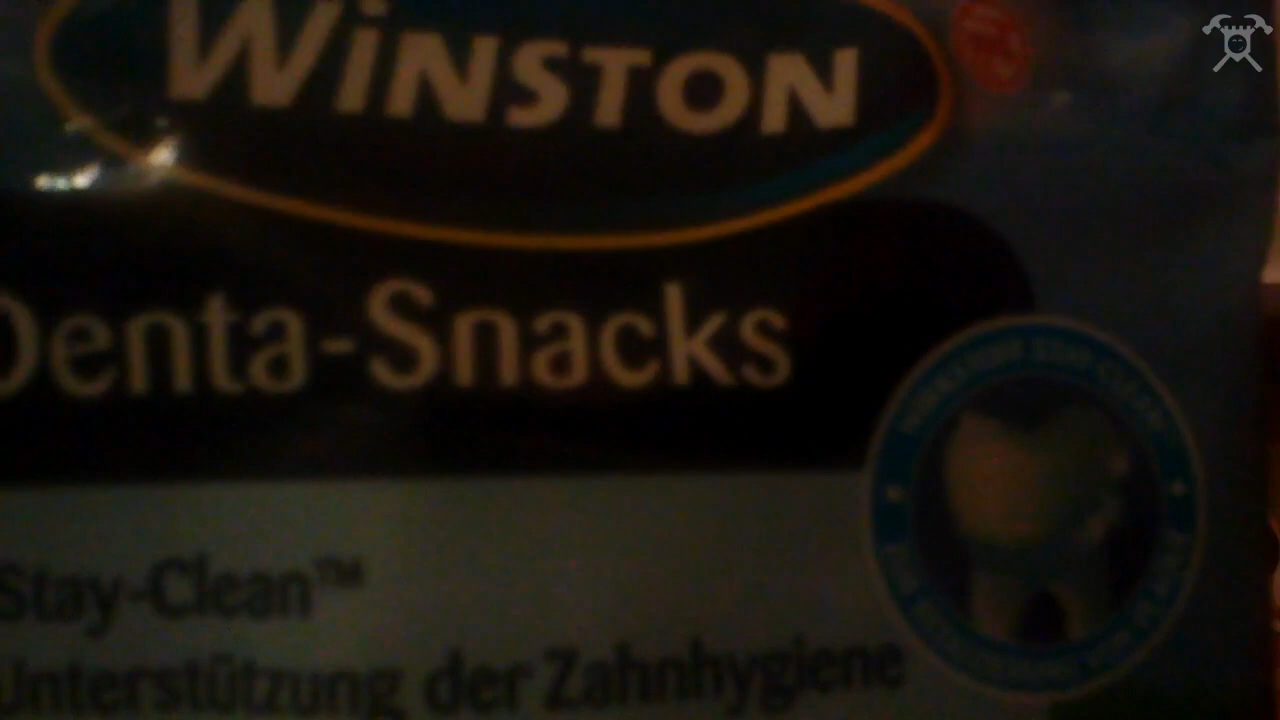 WiNSTON
Denta-Snacks
Stay-Clean™
Unterstützung der Zahnhygiene